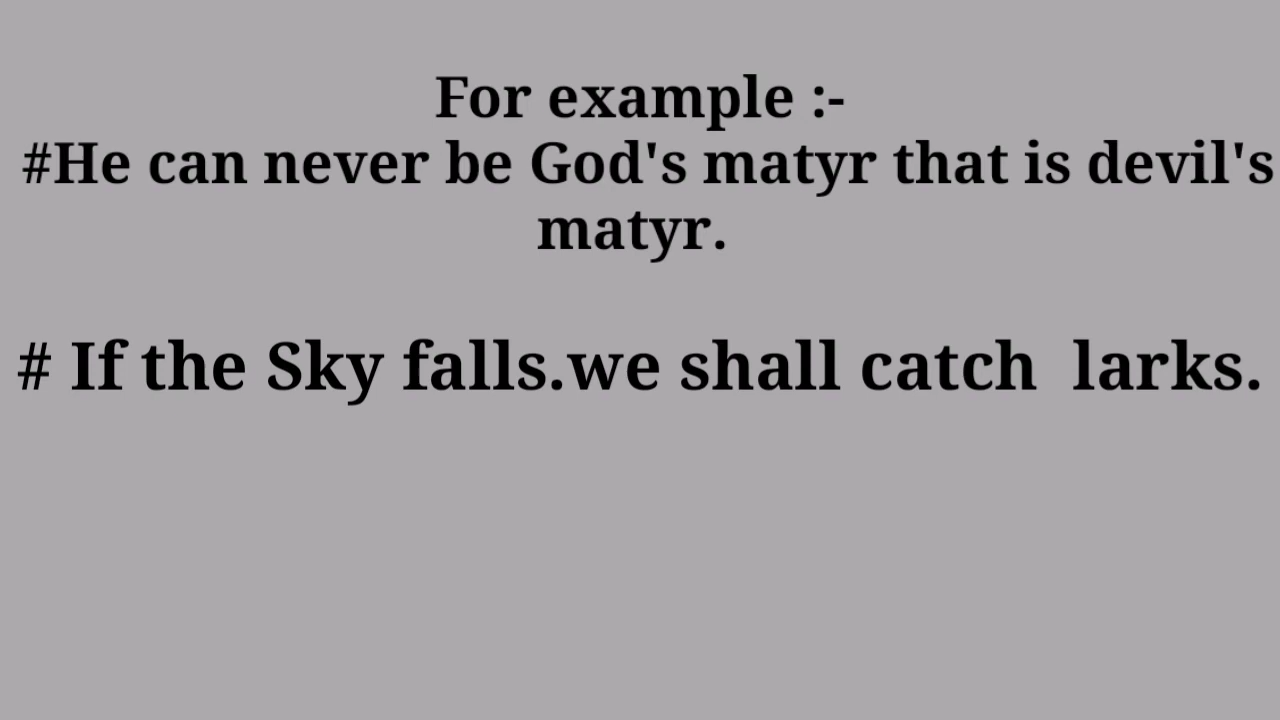 For example :-
#He can never be God's matyr that is devil's
matyr.
# If the Sky falls.we shall catch  larks.